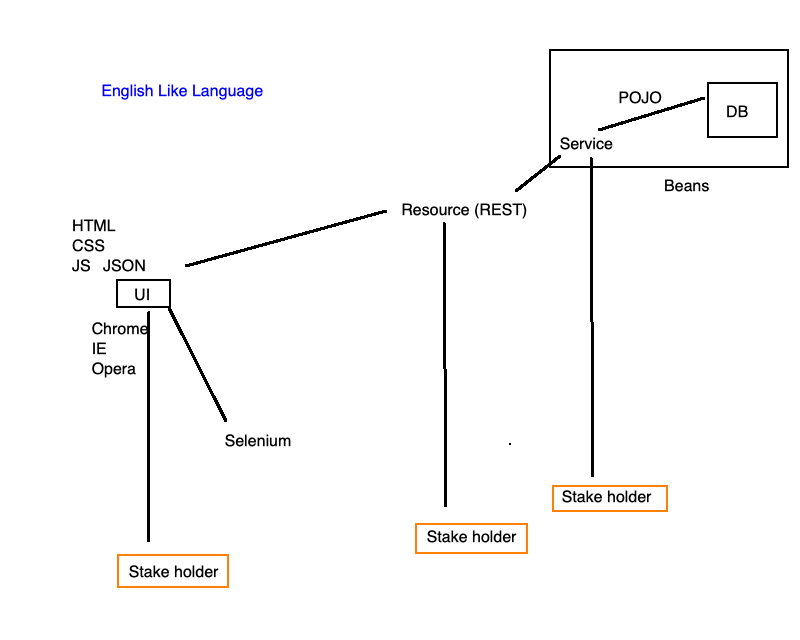 English Like Language
POJO
DB
Service
Beans
Resource (REST)
HTML
CSS
JS JSON
UI
Chrome
IE
Opera
Selenium
Stake holder
Stake holder
Stake holder